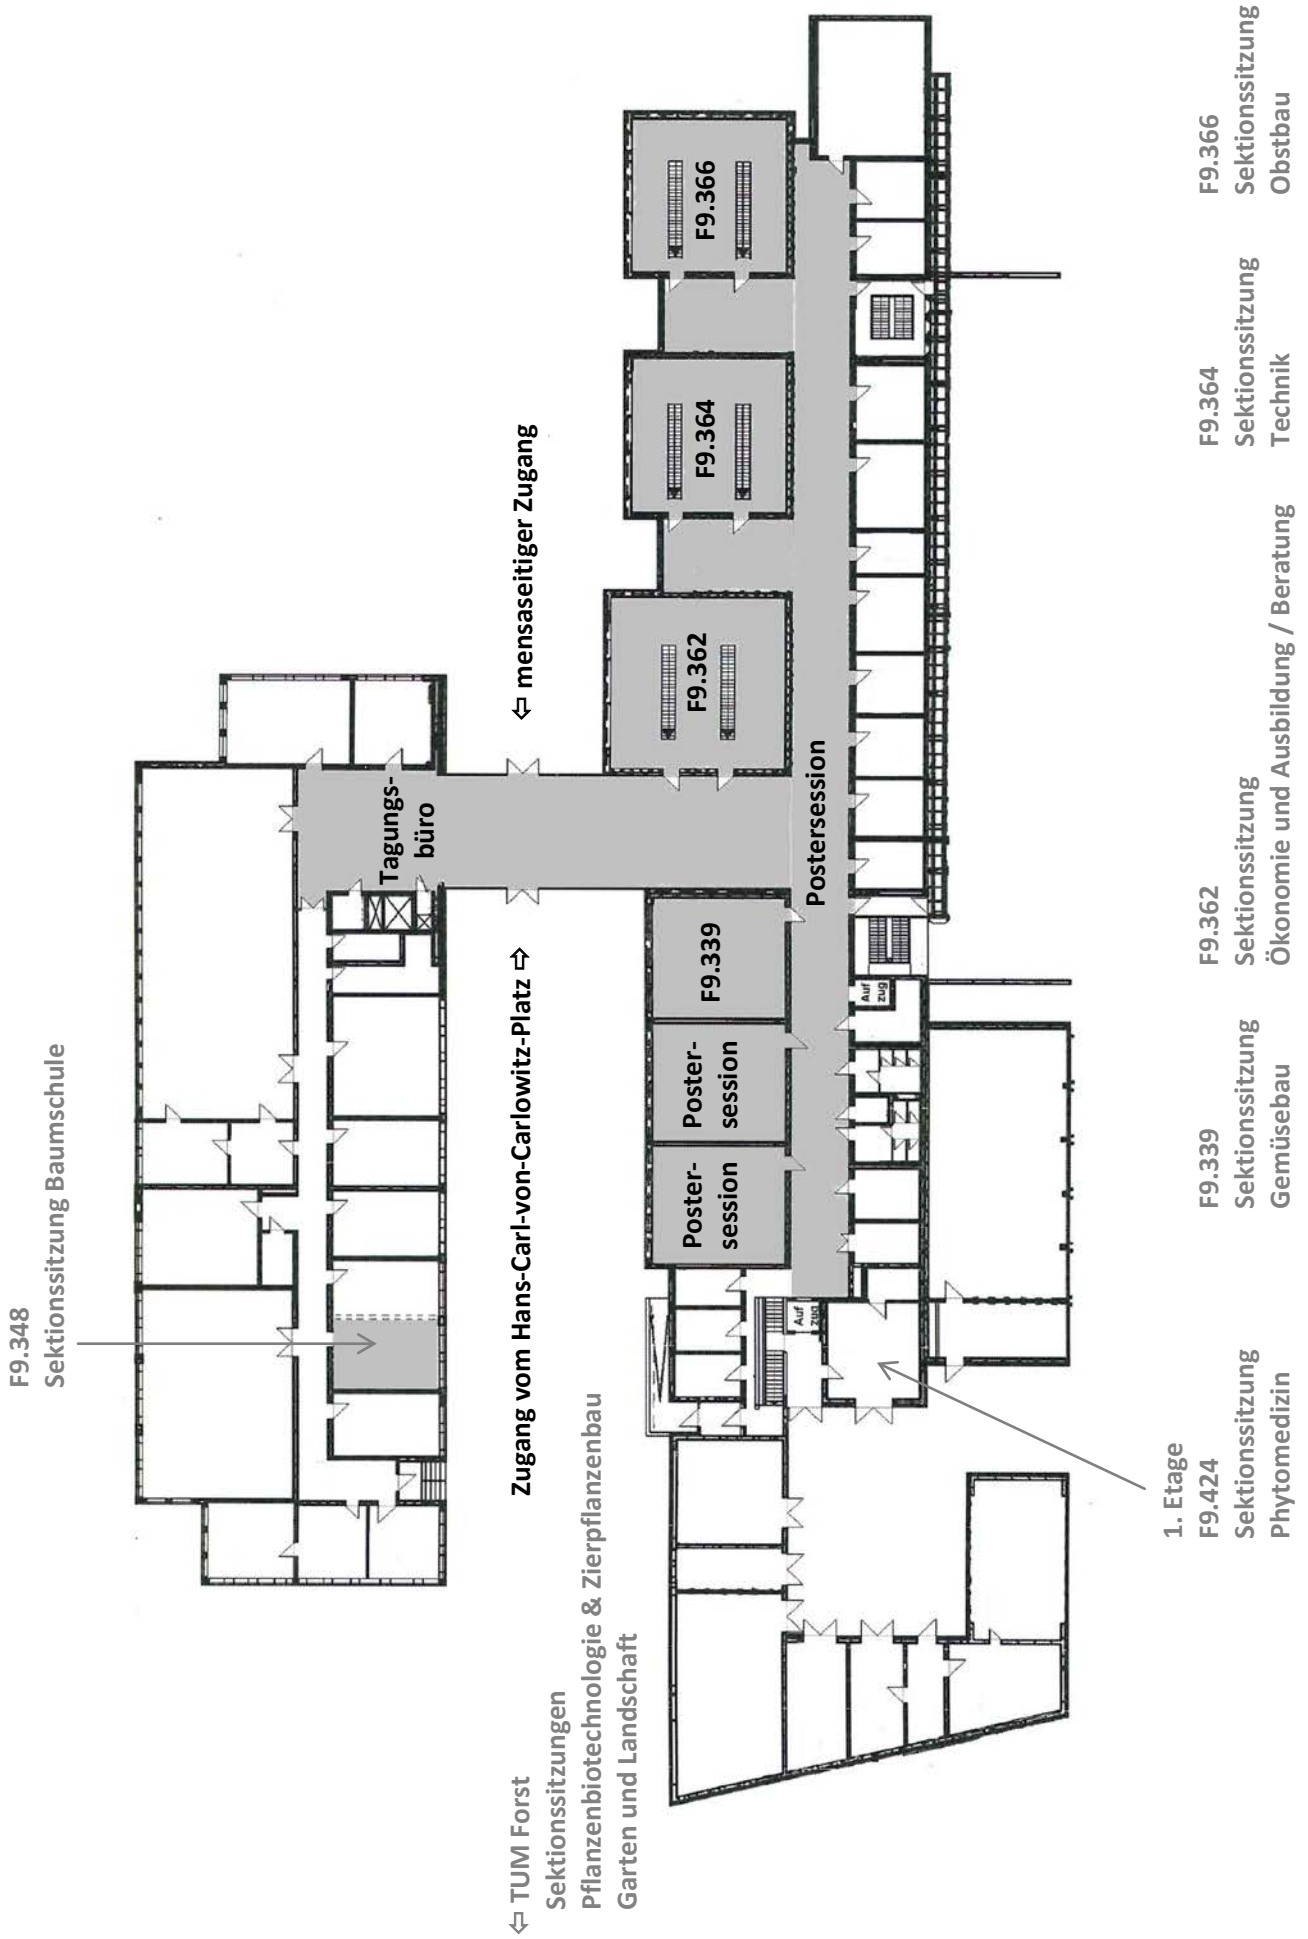 F9.348
Sektionssitzung Baumschule
Tagungs-
büro
⇦ mensaseitiger Zugang
Zugang vom Hans-Carl-von-Carlowitz-Platz ⇨
⇦ TUM Forst
Sektionssitzungen
Pflanzenbiotechnologie & Zierpflanzenbau
Garten und Landschaft
Poster-
session
Poster-
session
F9.339
F9.362
F9.364
F9.366
Postersession
Auf
zug
Auf
zug
1. Etage
F9.424
Sektionssitzung
Phytomedizin
F9.339
Sektionssitzung
Gemüsebau
F9.362
Sektionssitzung
Ökonomie und Ausbildung / Beratung
F9.364
Sektionssitzung
Technik
F9.366
Sektionssitzung
Obstbau